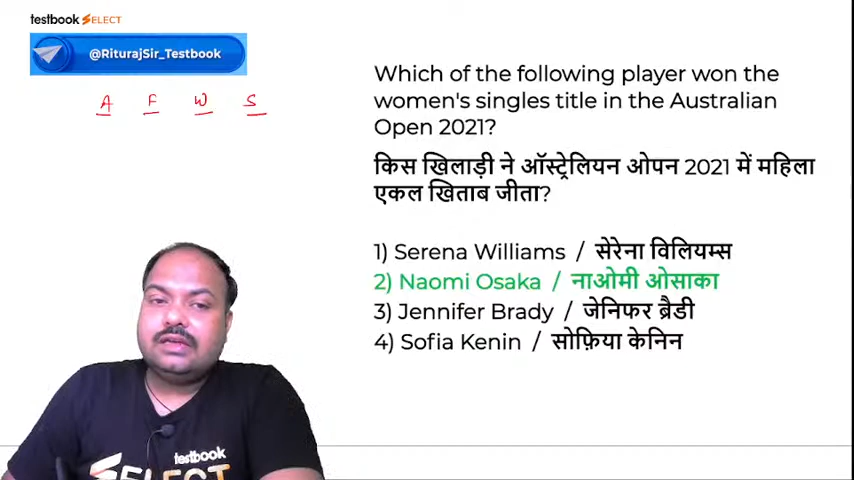 testbook SELECT
@RiturajSir_Testbook
A F W S
Which of the following player won the
women's singles title in the Australian
Open 2021?
किस खिलाड़ी ने ऑस्ट्रेलियन ओपन 2021 में महिला
एकल खिताब जीता?
1) Serena Williams / सेरेना विलियम्स
2) Naomi Osaka / नाओमी ओसाका
3) Jennifer Brady / जेनिफर ब्रैडी
4) Sofia Kenin / सोफ़िया केनिन
testbook
SELECT